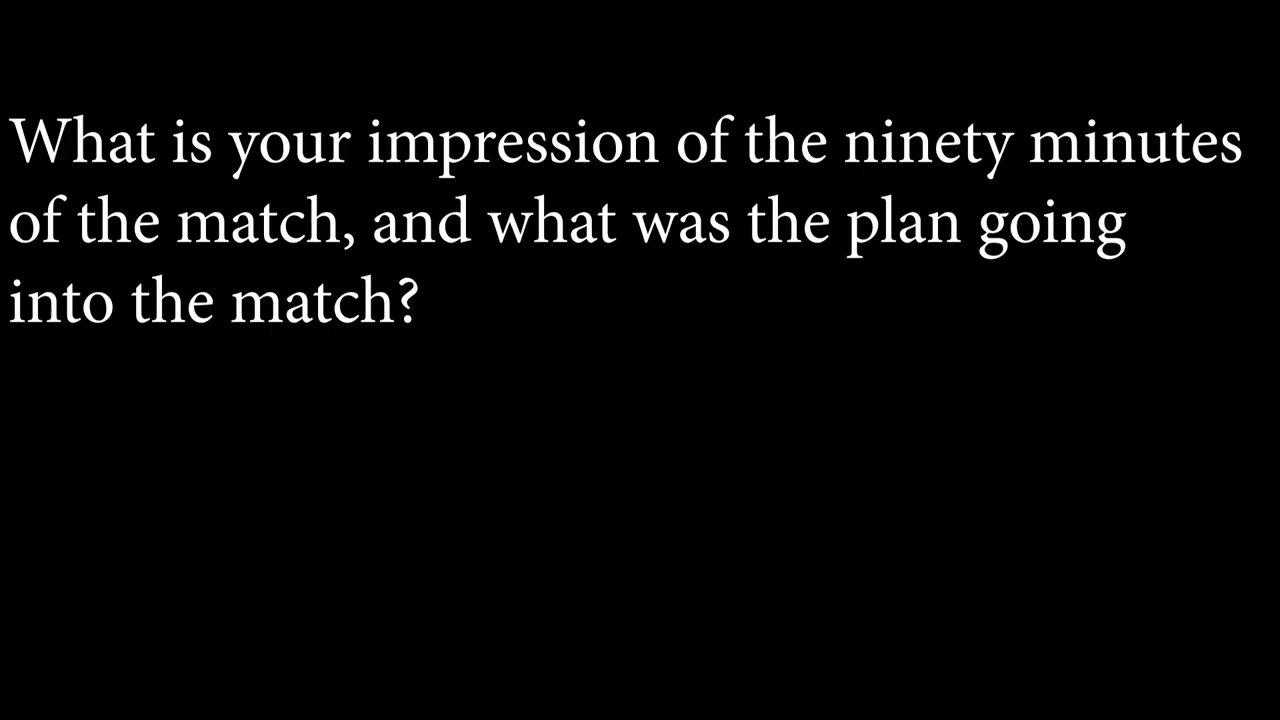 What is your impression of the ninety minutes
of the match, and what was the plan going
into the match?